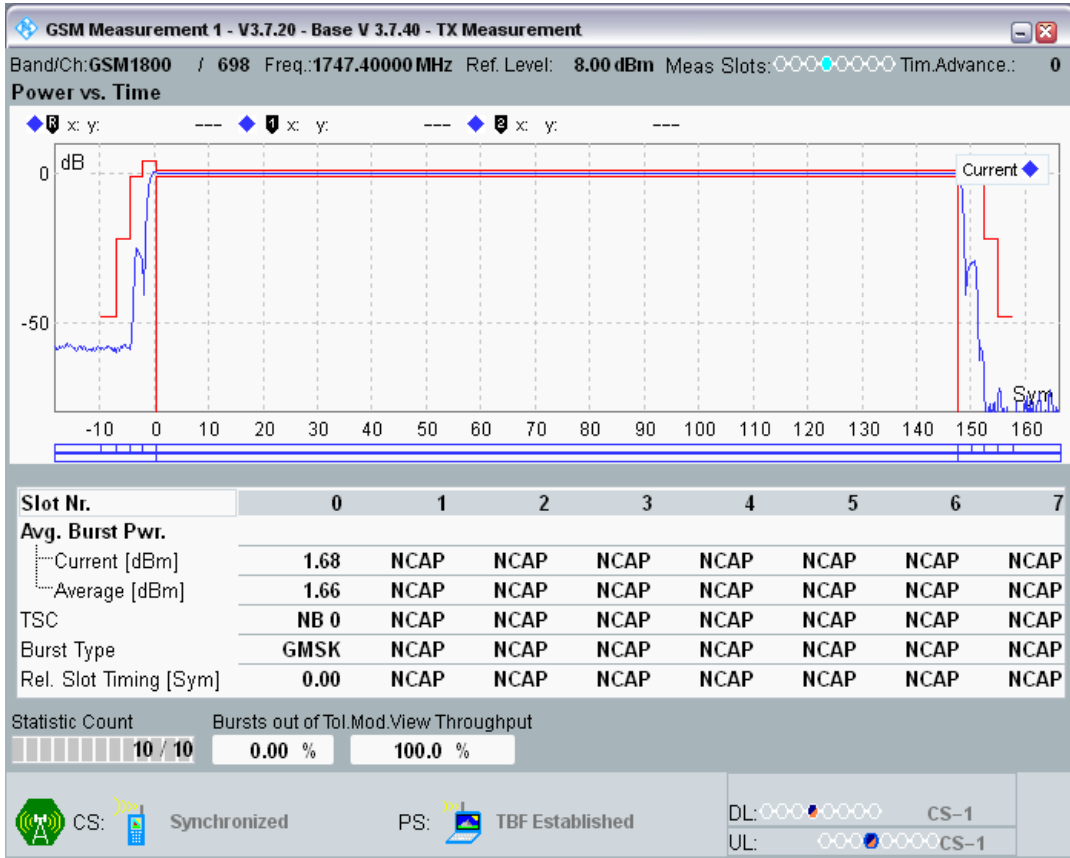 GSM Measurement 1 - V3.7.20 - Base V 3.7.40 - TX Measurement
Band/Ch:GSM1800 / 698 Freq.:1747.40000 MHz Ref. Level: 8.00 dBm Meas Slots: Tim.Advance.: 0
Power vs. Time
R x: y: --- 1 x: y: --- 2 x: y: ---
dB
Current
0
-50
Sym
-10 0 10 20 30 40 50 60 70 80 90 100 110 120 130 140 150 160
Slot Nr. 0 1 2 3 4 5 6 7
Avg. Burst Pwr.
Current [dBm] 1.68 NCAP NCAP NCAP NCAP NCAP NCAP NCAP
Average [dBm] 1.66 NCAP NCAP NCAP NCAP NCAP NCAP NCAP
TSC NB 0 NCAP NCAP NCAP NCAP NCAP NCAP NCAP
Burst Type GMSK NCAP NCAP NCAP NCAP NCAP NCAP NCAP
Rel. Slot Timing [Sym] 0.00 NCAP NCAP NCAP NCAP NCAP NCAP NCAP
Statistic Count Bursts out of Tol.Mod.View Throughput
10 / 10 0.00 % 100.0 %
CS: Synchronized PS: TBF Established
DL: CS-1
UL: CS-1